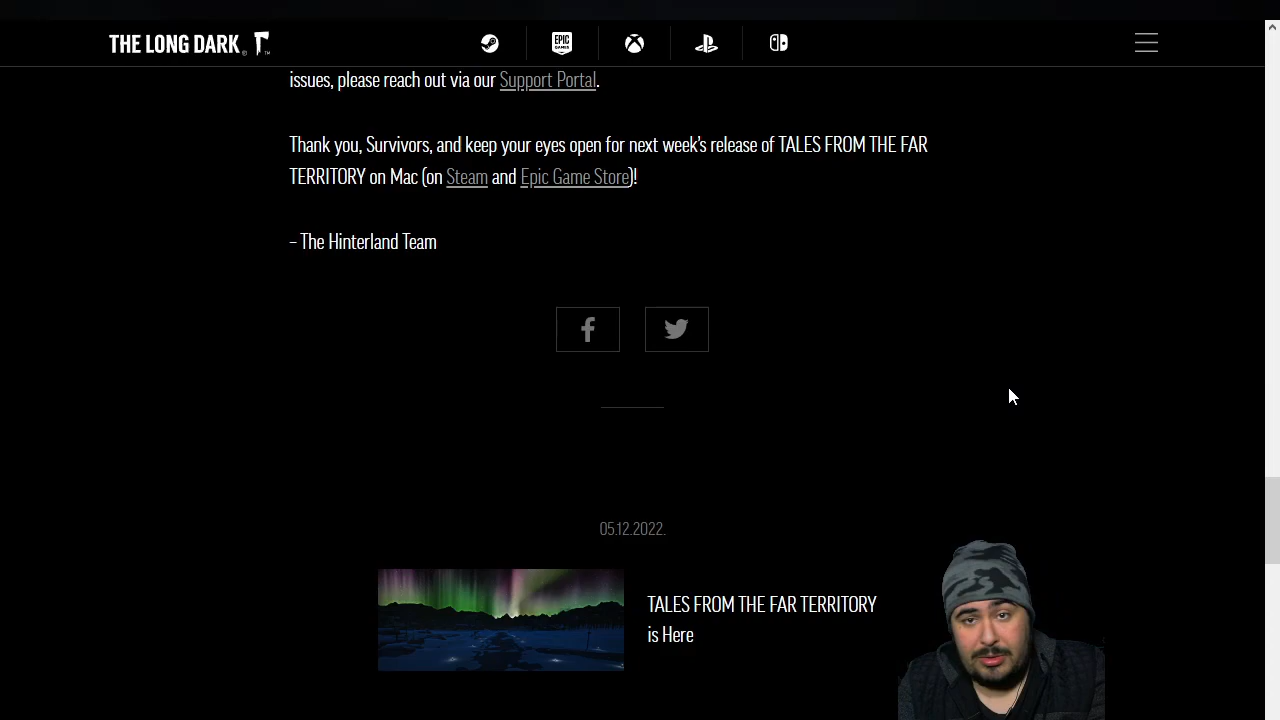 THE LONG DARK
EPIC
GAMES
issues, please reach out via our Support Portal.
Thank you, Survivors, and keep your eyes open for next week's release of TALES FROM THE FAR
TERRITORY on Mac (on Steam and Epic Game Store)!
– The Hinterland Team
05.12.2022.
TALES FROM THE FAR TERRITORY
is Here